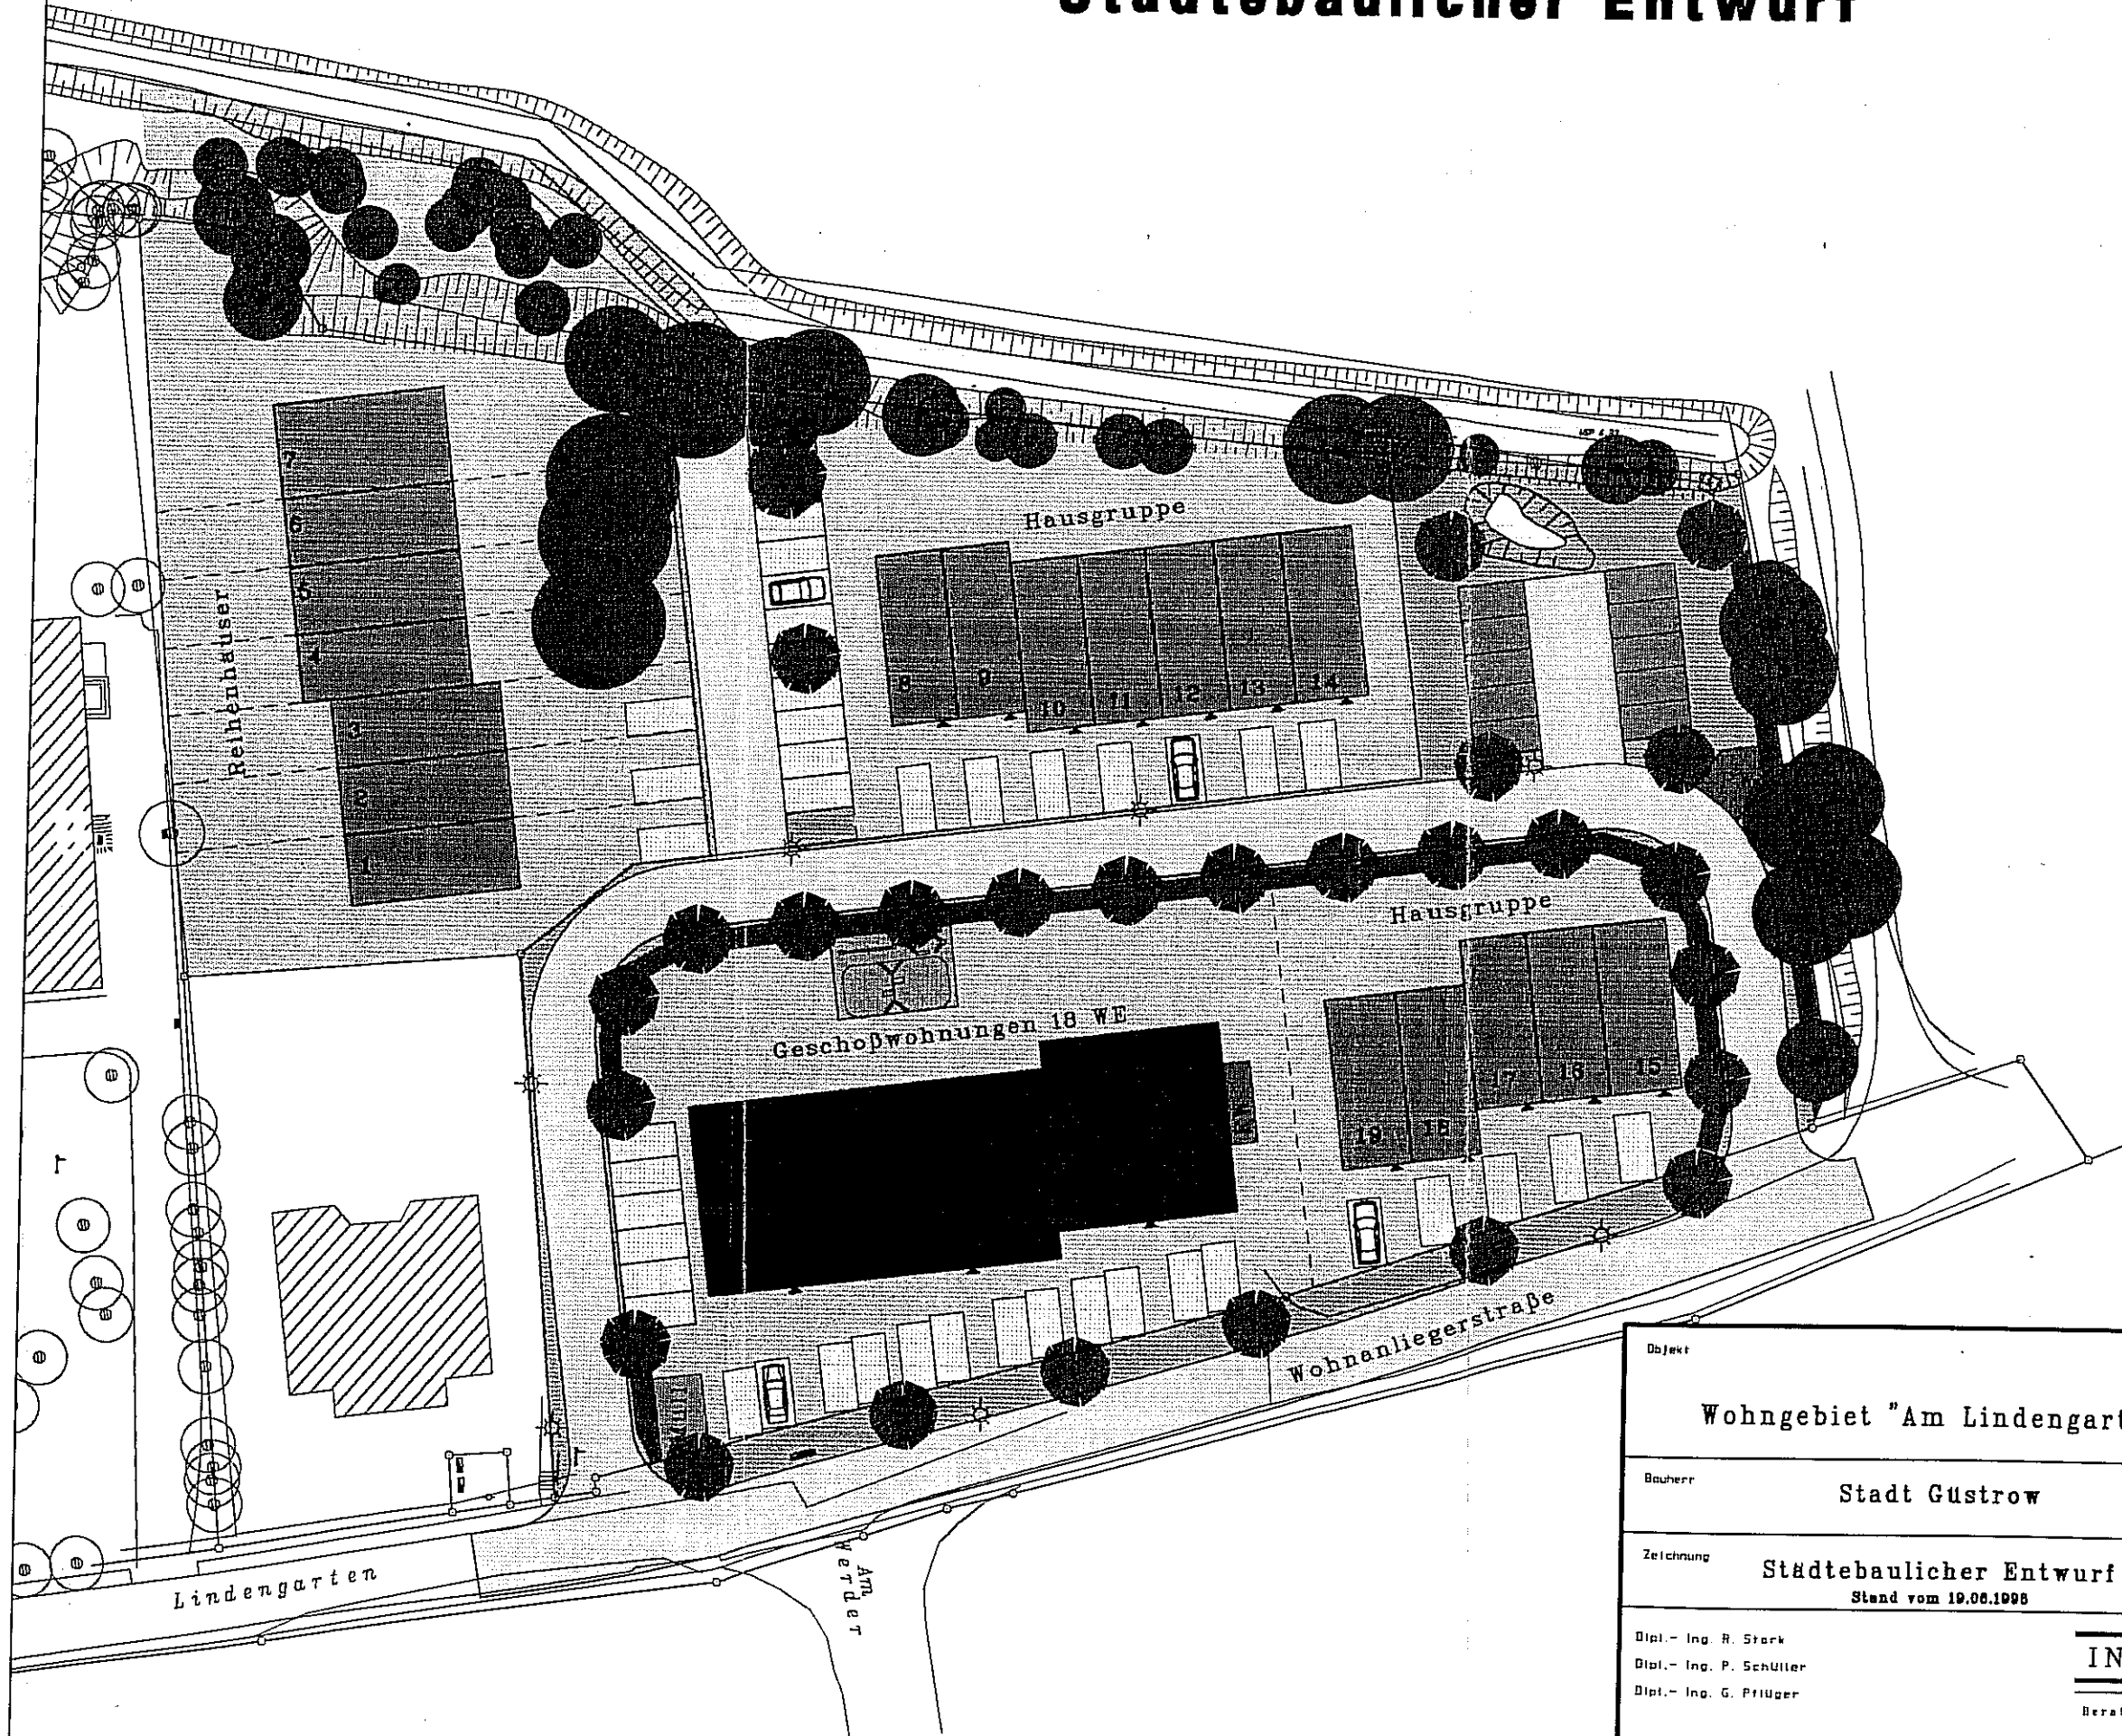 Städtebaulicher Entwurf
Hausgruppe
7
6
5
4
3
2
1
Reihenhäuser
8
9
10
11
12
13
14
Hausgruppe
Geschoßwohnungen 18 WE
19
18
17
16
15
Wohnanliegerstraße
Lindengarten
Am
Werder
Objekt
Wohngebiet "Am Lindengart
Bauherr
Stadt Güstrow
Zeichnung
Städtebaulicher Entwurf
Stand vom 19.06.1996
Dipl.- Ing. R. Stark
Dipl.- Ing. P. Schüller
Dipl.- Ing. G. Pflüger
IN
Berat